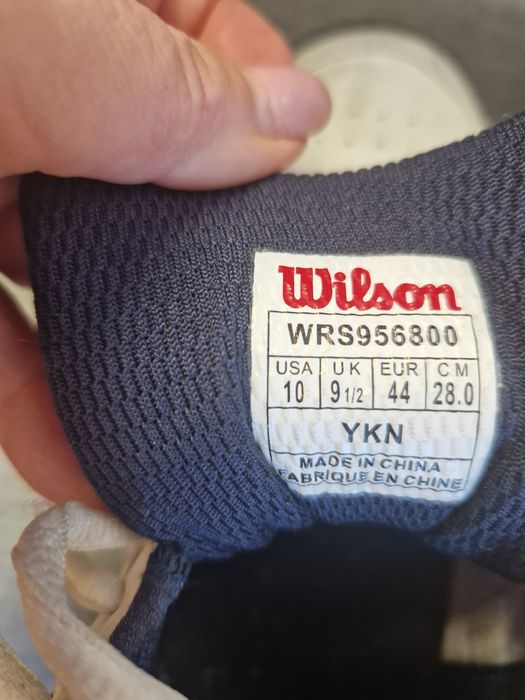 Wilson
WRS956800
USA UK EUR CM
10 9 1/2 44 28.0
YKN
MADE IN CHINA
FABRIQUE EN CHINE